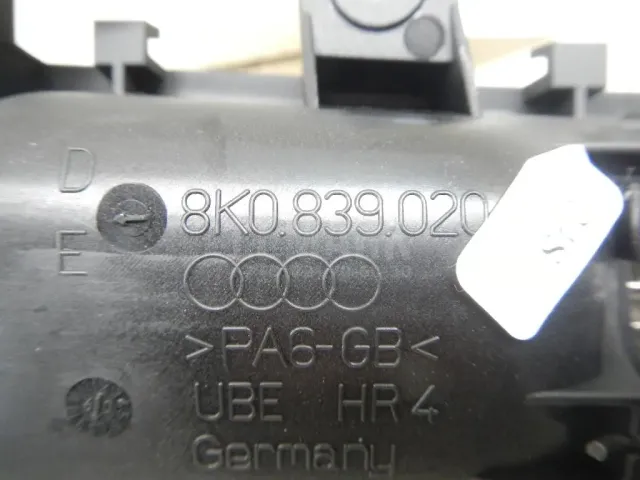 D
8K0.839.020
E
>PA6-GB<
UBE HR4
Germany